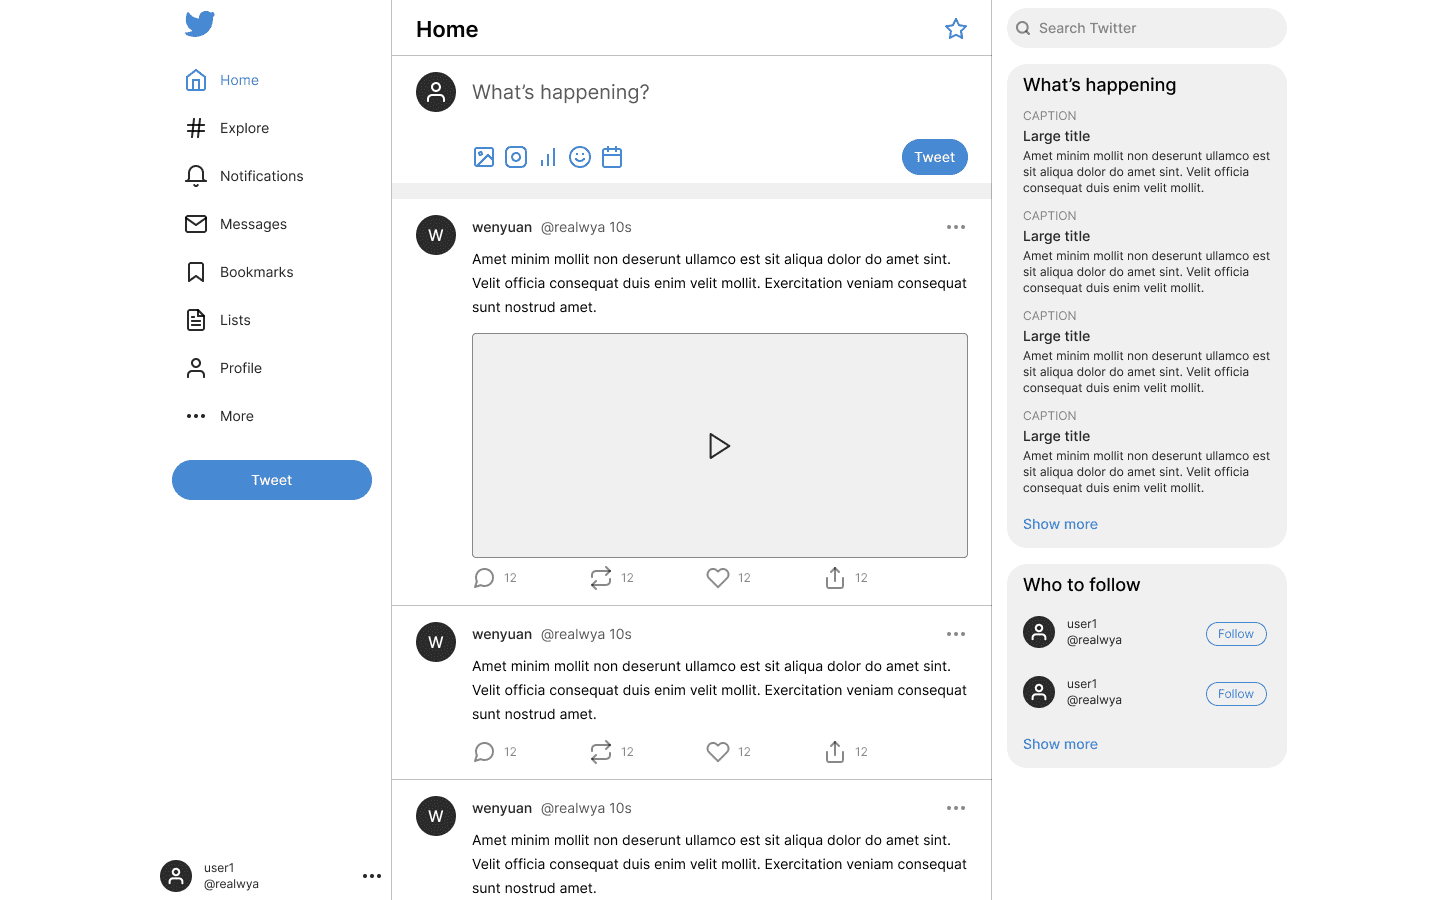 Home
Explore
Notifications
Messages
Bookmarks
Lists
Profile
More
Tweet
user1
@realwya
Home
What’s happening?
Tweet
W
wenyuan @realwya 10s
Amet minim mollit non deserunt ullamco est sit aliqua dolor do amet sint.
Velit officia consequat duis enim velit mollit. Exercitation veniam consequat
sunt nostrud amet.
12 12 12 12
W
wenyuan @realwya 10s
Amet minim mollit non deserunt ullamco est sit aliqua dolor do amet sint.
Velit officia consequat duis enim velit mollit. Exercitation veniam consequat
sunt nostrud amet.
12 12 12 12
W
wenyuan @realwya 10s
Amet minim mollit non deserunt ullamco est sit aliqua dolor do amet sint.
Velit officia consequat duis enim velit mollit. Exercitation veniam consequat
sunt nostrud amet.
Search Twitter
What’s happening
CAPTION
Large title
Amet minim mollit non deserunt ullamco est
sit aliqua dolor do amet sint. Velit officia
consequat duis enim velit mollit.
CAPTION
Large title
Amet minim mollit non deserunt ullamco est
sit aliqua dolor do amet sint. Velit officia
consequat duis enim velit mollit.
CAPTION
Large title
Amet minim mollit non deserunt ullamco est
sit aliqua dolor do amet sint. Velit officia
consequat duis enim velit mollit.
CAPTION
Large title
Amet minim mollit non deserunt ullamco est
sit aliqua dolor do amet sint. Velit officia
consequat duis enim velit mollit.
Show more
Who to follow
user1
@realwya
Follow
user1
@realwya
Follow
Show more